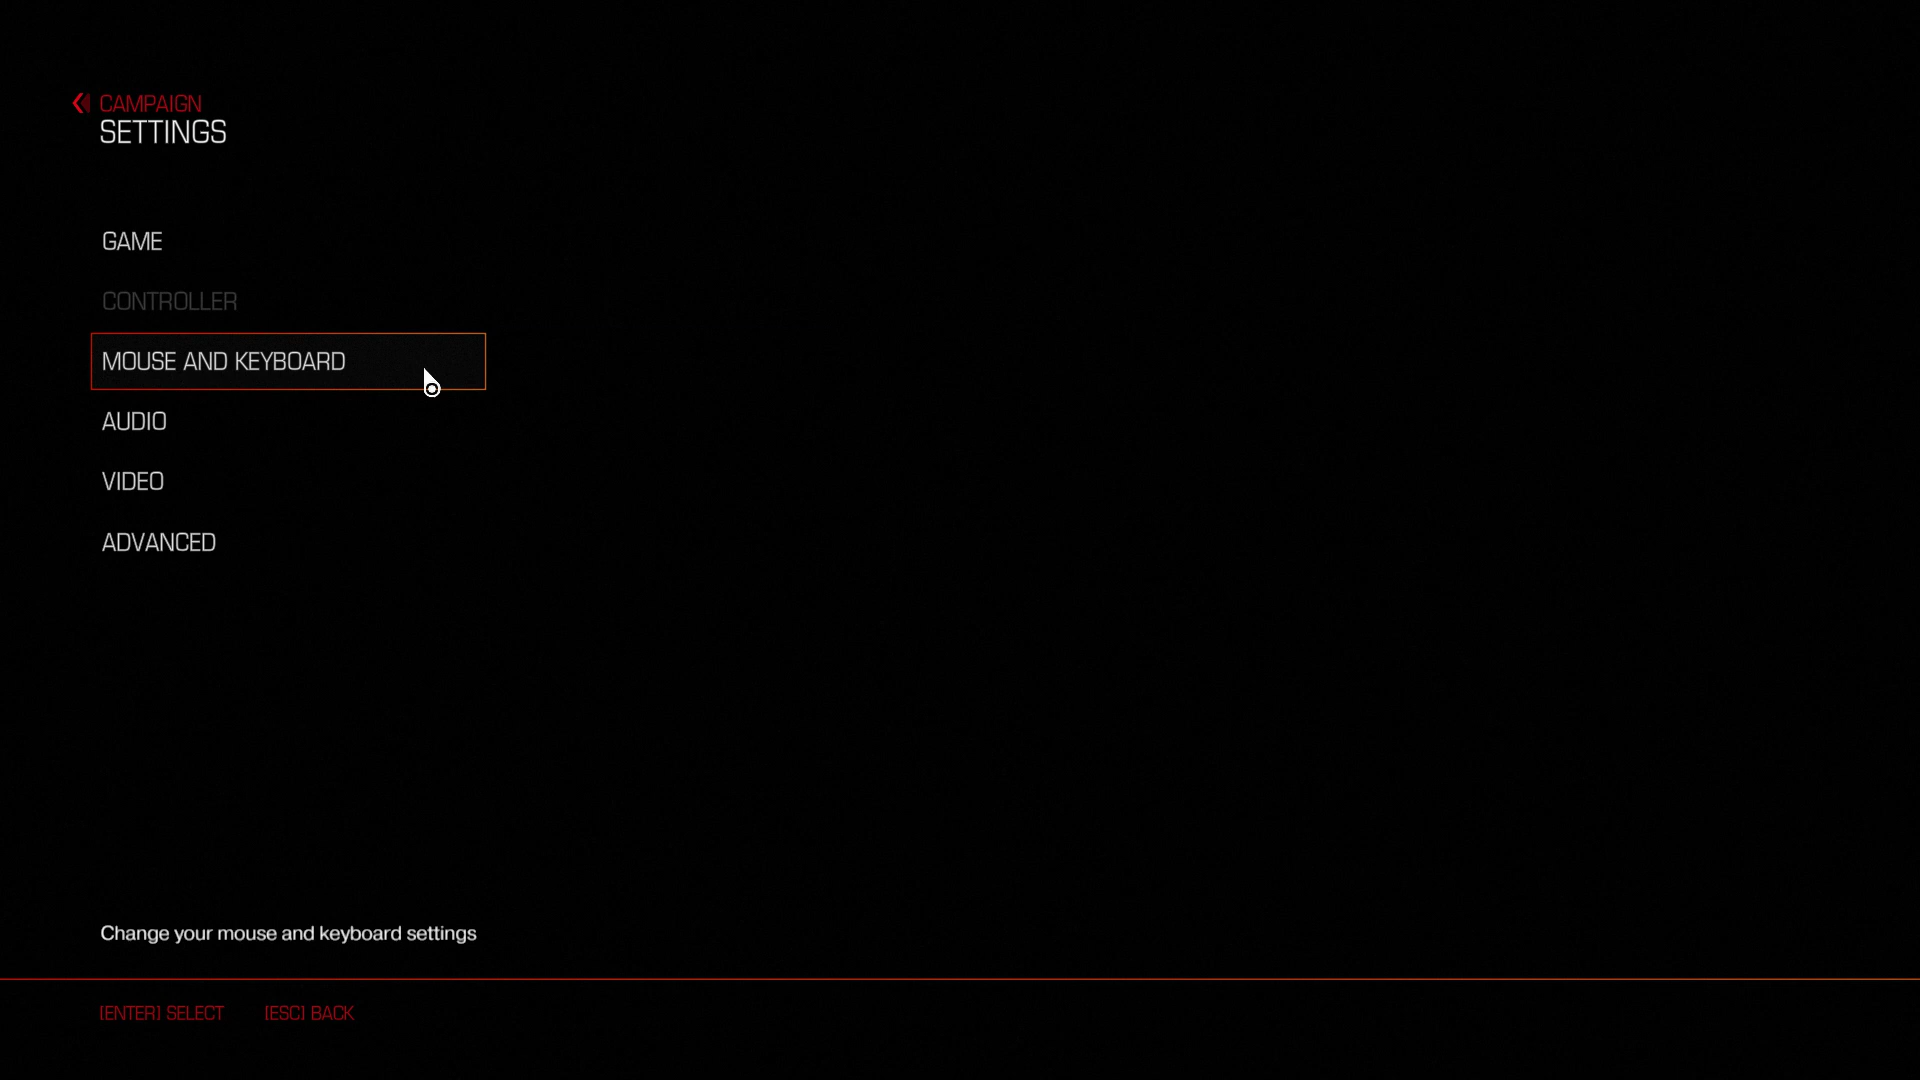 CAMPAIGN
SETTINGS
GAME
CONTROLLER
MOUSE AND KEYBOARD
AUDIO
VIDEO
ADVANCED
Change your mouse and keyboard settings
[ENTER] SELECT [ESC] BACK